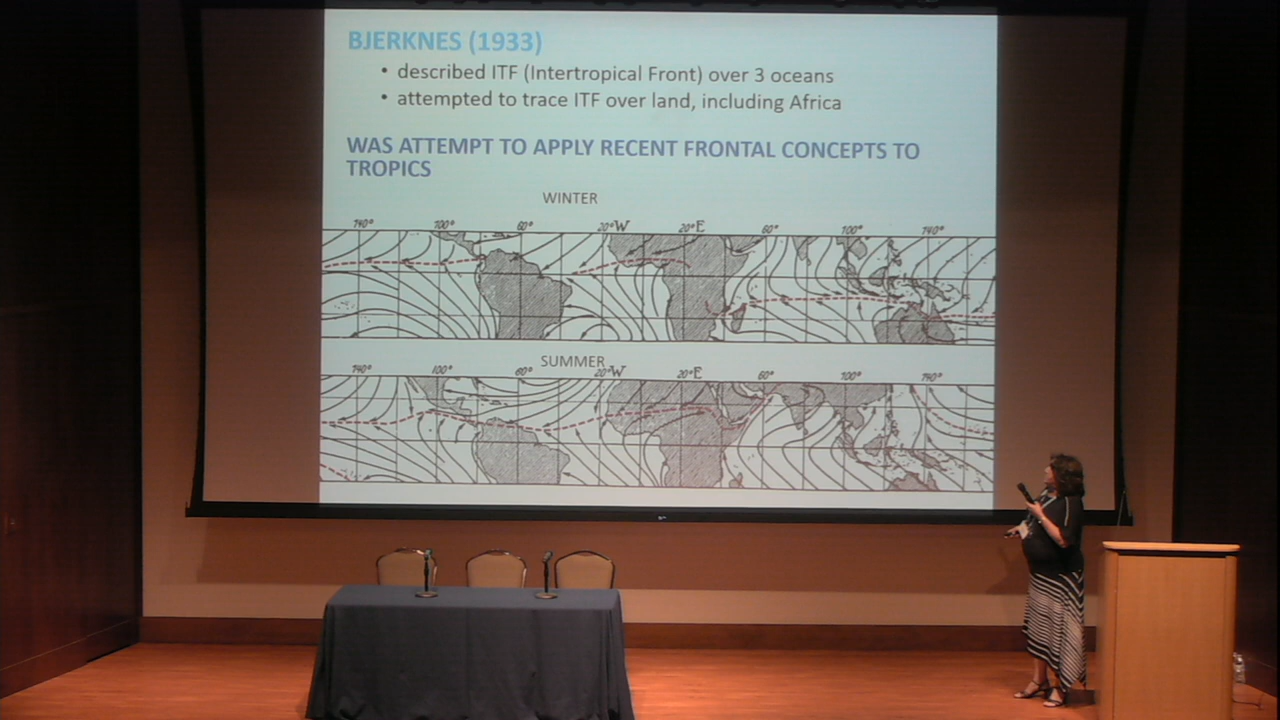 BJERKNES (1933)
• described ITF (Intertropical Front) over 3 oceans
• attempted to trace ITF over land, including Africa
WAS ATTEMPT TO APPLY RECENT FRONTAL CONCEPTS TO
TROPICS
WINTER
140° 100° 60° 20°W 20°E 60° 100° 140°
SUMMER
140° 100° 60° 20°W 20°E 60° 100° 140°